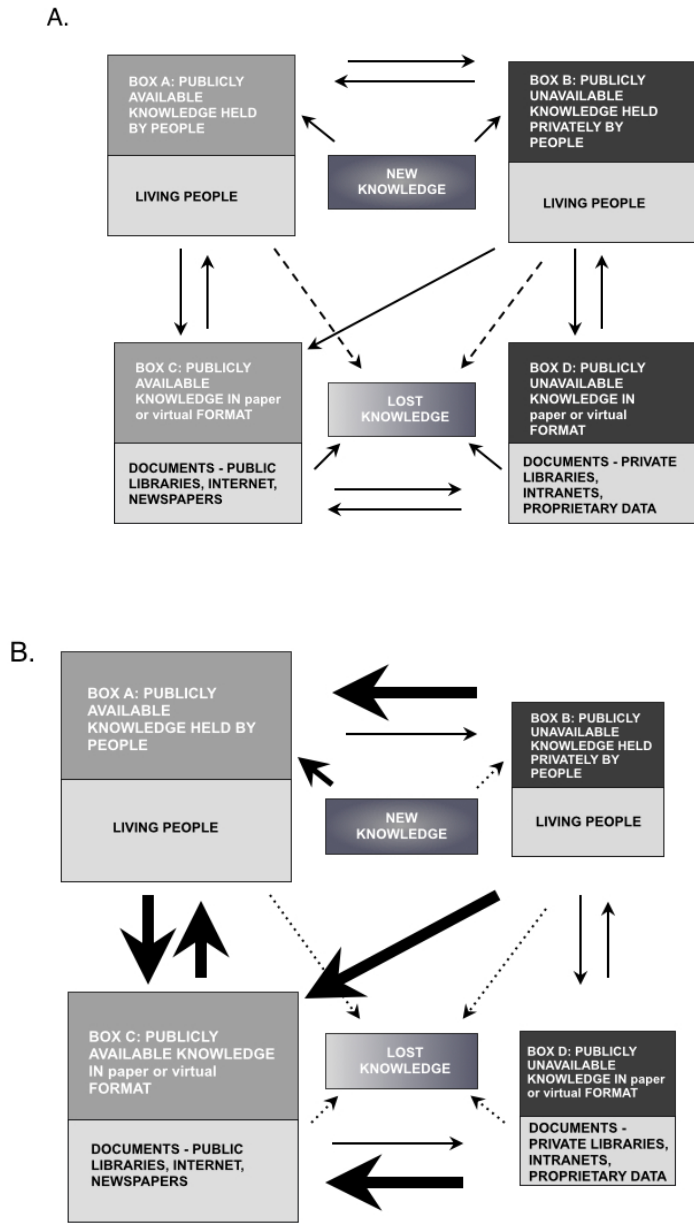 A.
BOX A: PUBLICLY
AVAILABLE
KNOWLEDGE HELD
BY PEOPLE
LIVING PEOPLE
NEW
KNOWLEDGE
BOX B: PUBLICLY
UNAVAILABLE
KNOWLEDGE HELD
PRIVATELY BY
PEOPLE
LIVING PEOPLE
BOX C: PUBLICLY
AVAILABLE
KNOWLEDGE IN paper
or virtual FORMAT
DOCUMENTS - PUBLIC
LIBRARIES, INTERNET,
NEWSPAPERS
LOST
KNOWLEDGE
BOX D: PUBLICLY
UNAVAILABLE
KNOWLEDGE IN
paper or virtual
FORMAT
DOCUMENTS - PRIVATE
LIBRARIES,
INTRANETS,
PROPRIETARY DATA
B.
BOX A: PUBLICLY
AVAILABLE
KNOWLEDGE HELD BY
PEOPLE
LIVING PEOPLE
NEW
KNOWLEDGE
BOX B: PUBLICLY
UNAVAILABLE
KNOWLEDGE HELD
PRIVATELY BY
PEOPLE
LIVING PEOPLE
BOX C: PUBLICLY
AVAILABLE KNOWLEDGE
IN paper or virtual
FORMAT
DOCUMENTS - PUBLIC
LIBRARIES, INTERNET,
NEWSPAPERS
LOST
KNOWLEDGE
BOX D: PUBLICLY
UNAVAILABLE
KNOWLEDGE IN paper
or virtual FORMAT
DOCUMENTS -
PRIVATE LIBRARIES,
INTRANETS,
PROPRIETARY DATA